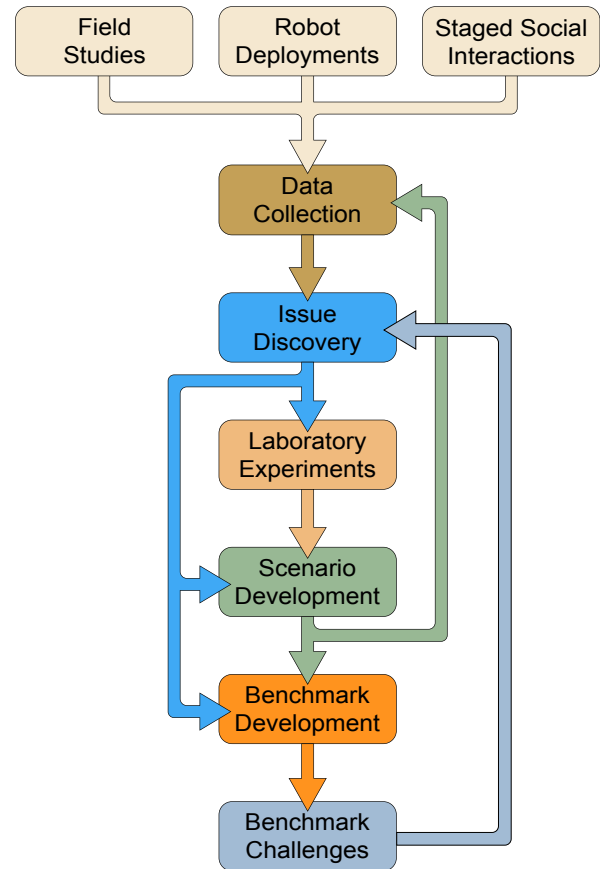 Field
Studies
Robot
Deployments
Staged Social
Interactions
Data
Collection
Issue
Discovery
Laboratory
Experiments
Scenario
Development
Benchmark
Development
Benchmark
Challenges